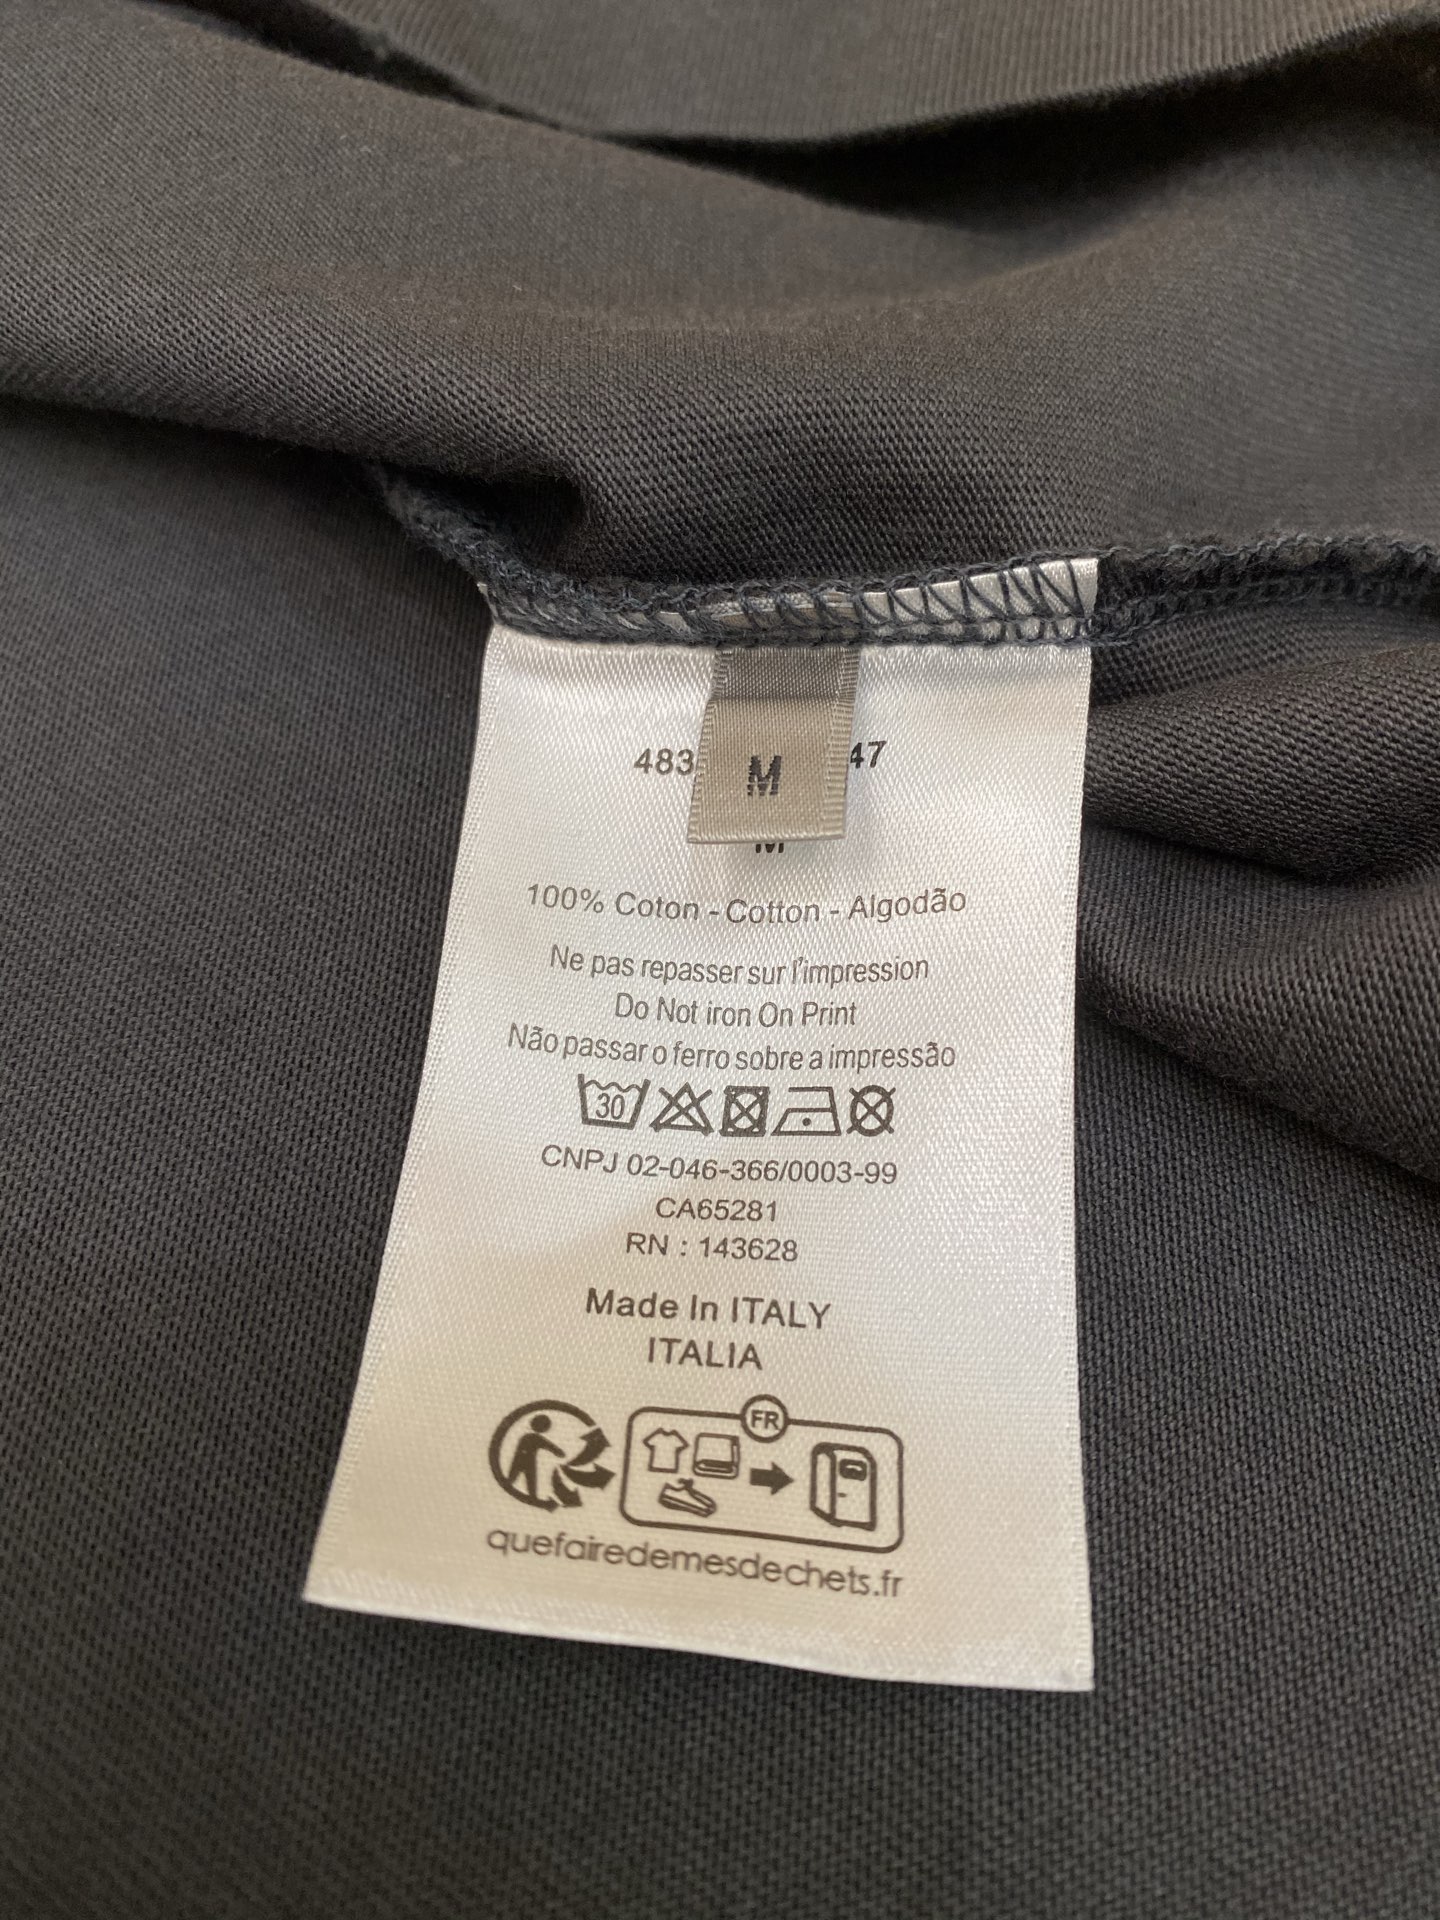 483 47
M
M
100% Coton - Cotton - Algodão
Ne pas repasser sur l'impression
Do Not iron On Print
Não passar o ferro sobre a impressão
30
CNPJ 02-046-366/0003-99
CA65281
RN : 143628
Made In ITALY
ITALIA
FR
quefairedemesdechets.fr